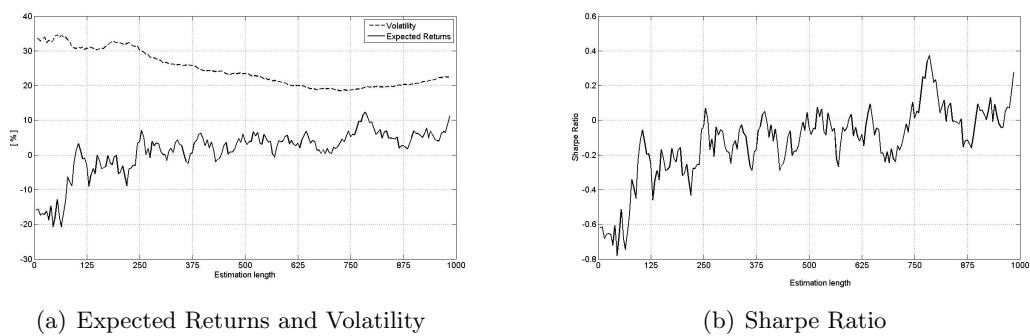 40
30
20
10
0
-10
-20
-30
[ % ]
0 125 250 375 500 625 750 875 1000
Estimation length
Volatility
Expected Returns
(a) Expected Returns and Volatility
0.6
0.4
0.2
0
-0.2
-0.4
-0.6
-0.8
Sharpe Ratio
0 125 250 375 500 625 750 875 1000
Estimation length
(b) Sharpe Ratio